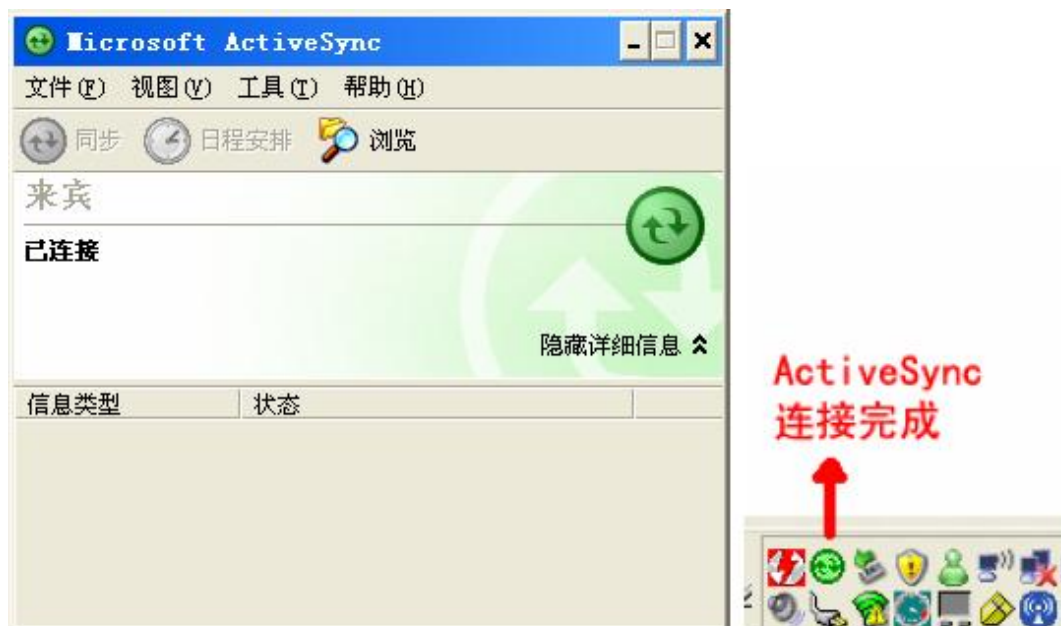 Microsoft ActiveSync
文件(F) 视图(V) 工具(T) 帮助(H)
同步 日程安排 浏览
来宾
已连接
隐藏详细信息
信息类型 状态
ActiveSync
连接完成